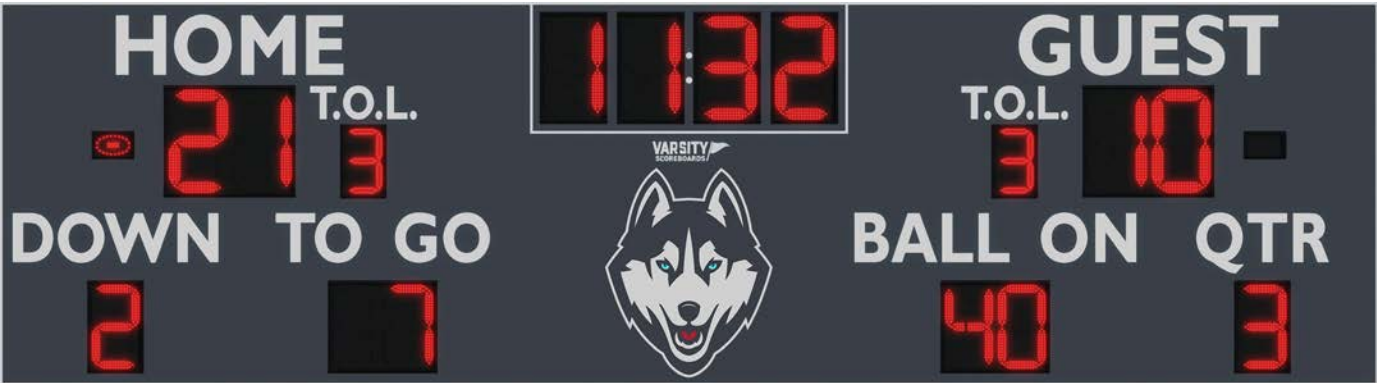 HOME
11:32
GUEST
21
T.O.L.
3
T.O.L.
3
10
VARSITY
SCOREBOARDS
DOWN
TO GO
BALL ON
QTR
2
7
40
3